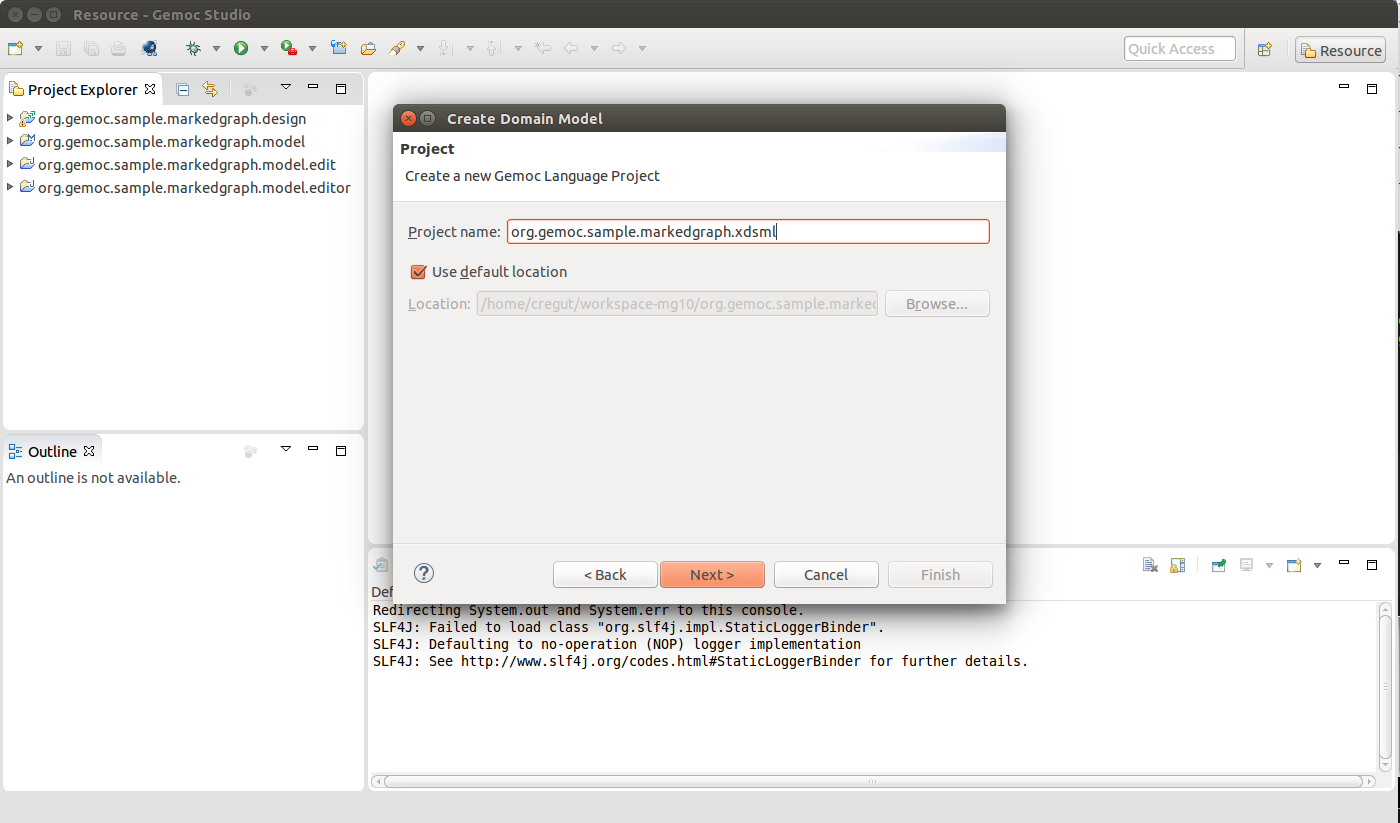 Resource - Gemoc Studio
Quick Access
Resource
Project Explorer
org.gemoc.sample.markedgraph.design
org.gemoc.sample.markedgraph.model
org.gemoc.sample.markedgraph.model.edit
org.gemoc.sample.markedgraph.model.editor
Outline
An outline is not available.
Create Domain Model
Project
Create a new Gemoc Language Project
Project name: org.gemoc.sample.markedgraph.xdsml
Use default location
Location: /home/cregut/workspace-mg10/org.gemoc.sample.marked
Browse...
? < Back Next > Cancel Finish
Def
Redirecting System.out and System.err to this console.
SLF4J: Failed to load class "org.slf4j.impl.StaticLoggerBinder".
SLF4J: Defaulting to no-operation (NOP) logger implementation
SLF4J: See http://www.slf4j.org/codes.html#StaticLoggerBinder for further details.